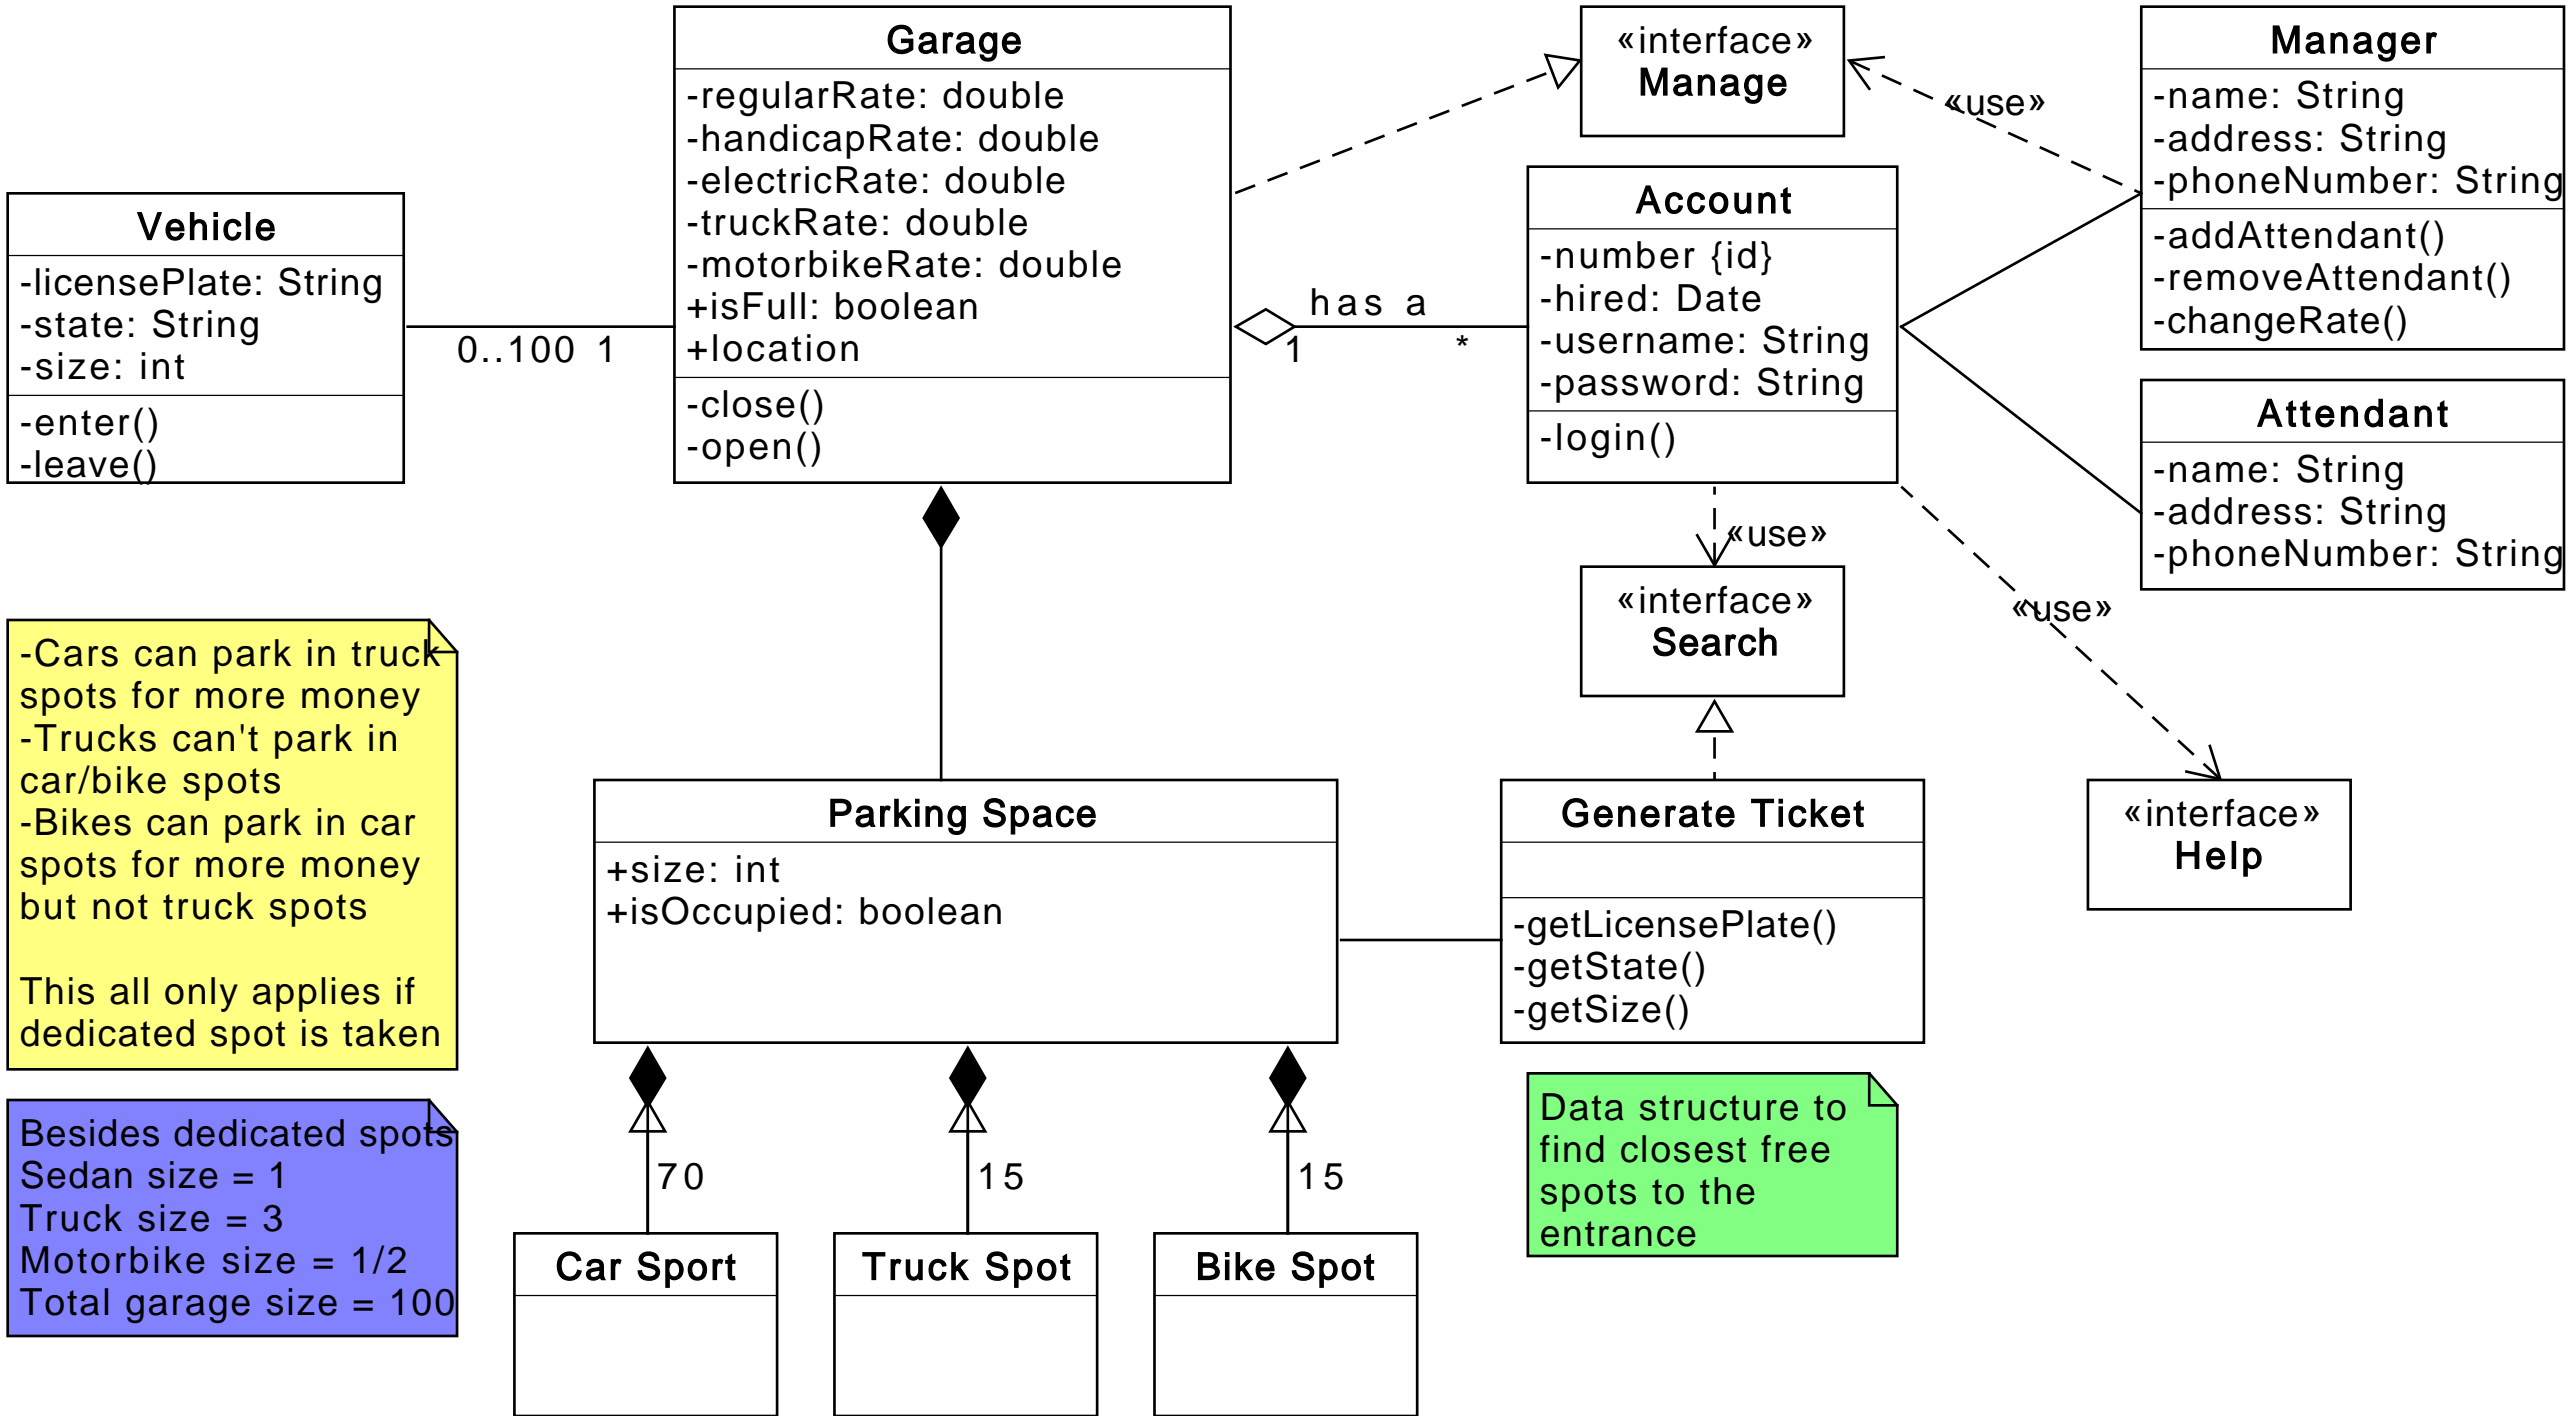 Garage
-regularRate: double
-handicapRate: double
-electricRate: double
-truckRate: double
-motorbikeRate: double
+isFull: boolean
+location
-close()
-open()
«interface»
Manage
«use»
Manager
-name: String
-address: String
-phoneNumber: String
-addAttendant()
-removeAttendant()
-changeRate()
Vehicle
-licensePlate: String
-state: String
-size: int
-enter()
-leave()
0..100 1
has a
1 *
Account
-number {id}
-hired: Date
-username: String
-password: String
-login()
Attendant
-name: String
-address: String
-phoneNumber: String
«use»
«interface»
Search
«use»
-Cars can park in truck
spots for more money
-Trucks can't park in
car/bike spots
-Bikes can park in car
spots for more money
but not truck spots
This all only applies if
dedicated spot is taken
Parking Space
+size: int
+isOccupied: boolean
Generate Ticket
-getLicensePlate()
-getState()
-getSize()
«interface»
Help
Besides dedicated spots
Sedan size = 1
Truck size = 3
Motorbike size = 1/2
Total garage size = 100
70
15
15
Data structure to
find closest free
spots to the
entrance
Car Sport
Truck Spot
Bike Spot